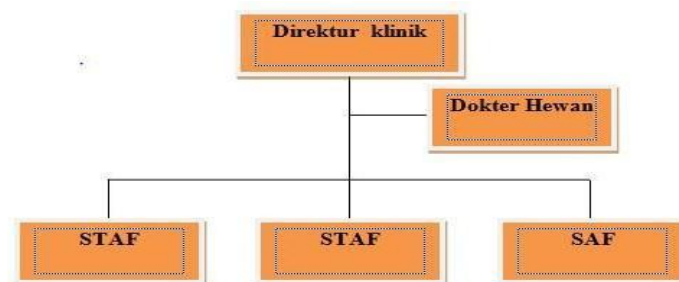 Direktur klinik
Dokter Hewan
STAF
STAF
SAF